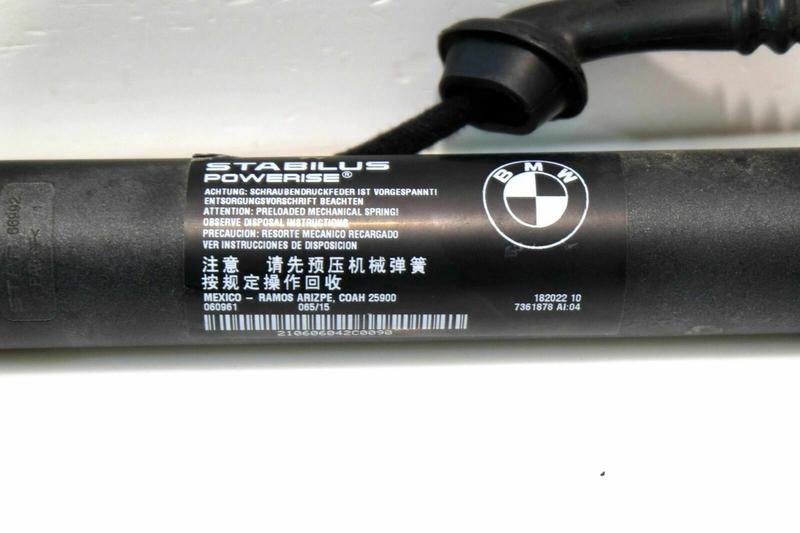 STABILUS
POWERISE®
ACHTUNG: SCHRAUBENDRUCKFEDER IST VORGESPANNT!
ENTSORGUNGSVORSCHRIFT BEACHTEN
ATTENTION: PRELOADED MECHANICAL SPRING!
OBSERVE DISPOSAL INSTRUCTIONS
PRECAUCION: RESORTE MECANICO RECARGADO
VER INSTRUCCIONES DE DISPOSICION
注意 请先预压机械弹簧
按规定操作回收
MEXICO - RAMOS ARIZPE, COAH 25900
060961 065/15
210606042C0090
BMW
182022 10
7361878 AI:04